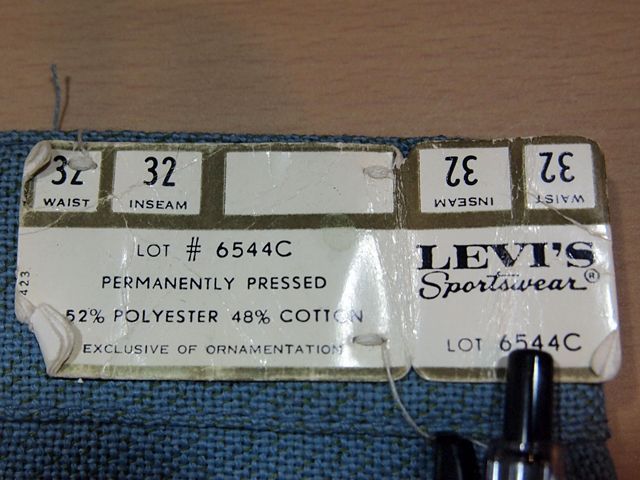 32 WAIST
32 INSEAM
LOT # 6544C
PERMANENTLY PRESSED
52% POLYESTER 48% COTTON
EXCLUSIVE OF ORNAMENTATION
423
32 INSEAM
32 WAIST
LEVI'S
Sportswear®
LOT 6544C